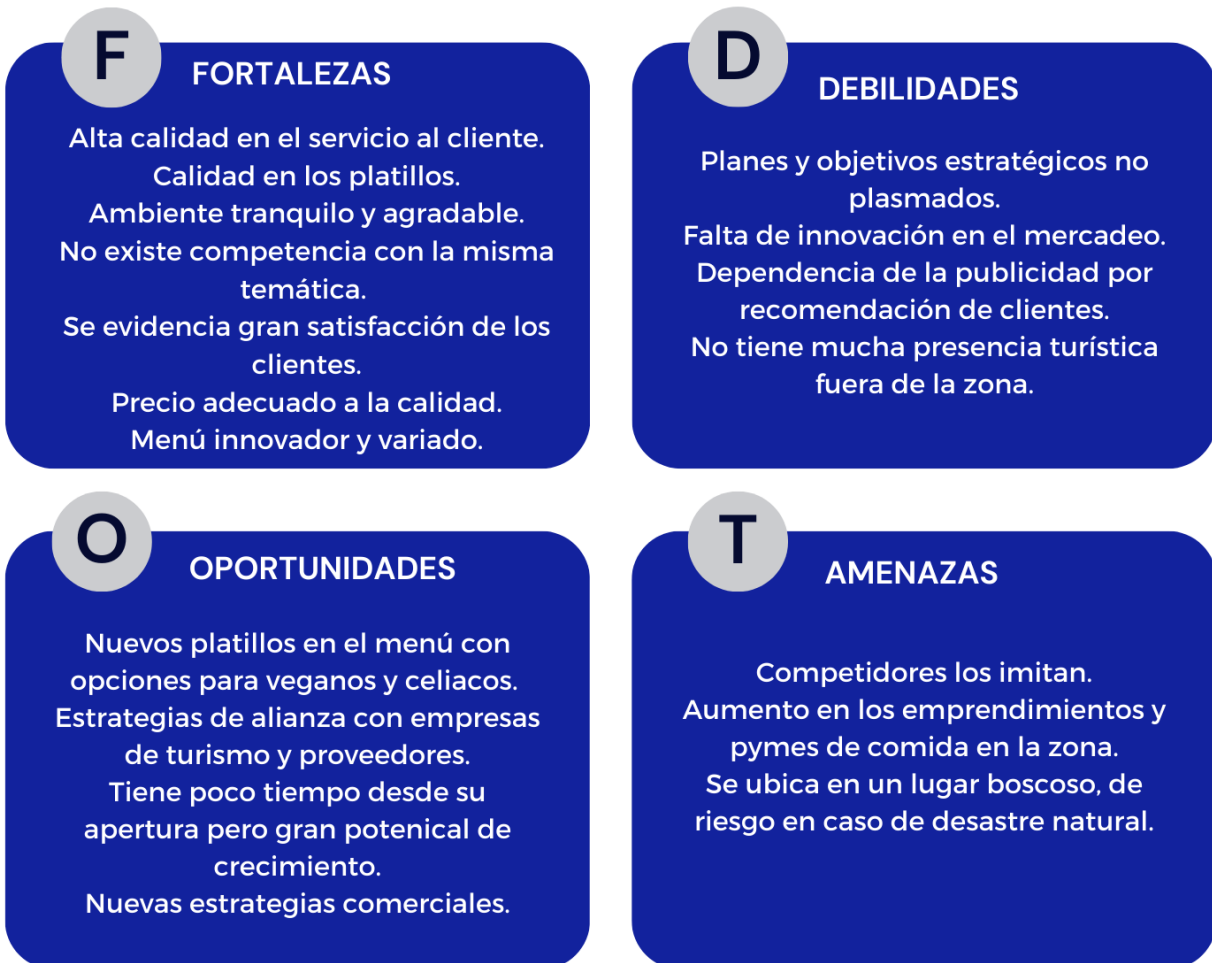 F
FORTALEZAS
Alta calidad en el servicio al cliente.
Calidad en los platillos.
Ambiente tranquilo y agradable.
No existe competencia con la misma
temática.
Se evidencia gran satisfacción de los
clientes.
Precio adecuado a la calidad.
Menú innovador y variado.
D
DEBILIDADES
Planes y objetivos estratégicos no
plasmados.
Falta de innovación en el mercadeo.
Dependencia de la publicidad por
recomendación de clientes.
No tiene mucha presencia turística
fuera de la zona.
O
OPORTUNIDADES
Nuevos platillos en el menú con
opciones para veganos y celiacos.
Estrategias de alianza con empresas
de turismo y proveedores.
Tiene poco tiempo desde su
apertura pero gran potenical de
crecimiento.
Nuevas estrategias comerciales.
T
AMENAZAS
Competidores los imitan.
Aumento en los emprendimientos y
pymes de comida en la zona.
Se ubica en un lugar boscoso, de
riesgo en caso de desastre natural.